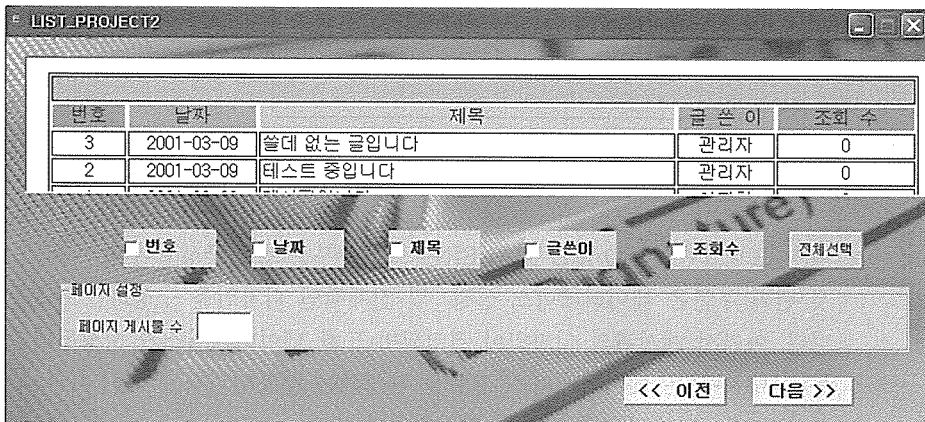 LIST_PROJECT2
번호 날짜 제목 글 쓴 이 조회 수
3 2001-03-09 쓸데 없는 글입니다 관리자 0
2 2001-03-09 테스트 중입니다 관리자 0
번호 날짜 제목 글쓴이 조회수 전체선택
페이지 설정
페이지 게시물 수
<< 이전 다음 >>